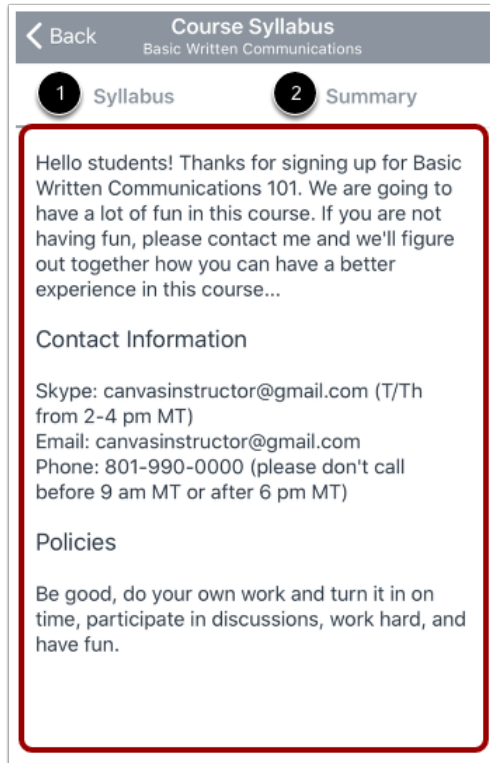 Back
Course Syllabus
Basic Written Communications
1 Syllabus
2 Summary
Hello students! Thanks for signing up for Basic
Written Communications 101. We are going to
have a lot of fun in this course. If you are not
having fun, please contact me and we'll figure
out together how you can have a better
experience in this course...
Contact Information
Skype: canvasinstructor@gmail.com (T/Th
from 2-4 pm MT)
Email: canvasinstructor@gmail.com
Phone: 801-990-0000 (please don't call
before 9 am MT or after 6 pm MT)
Policies
Be good, do your own work and turn it in on
time, participate in discussions, work hard, and
have fun.